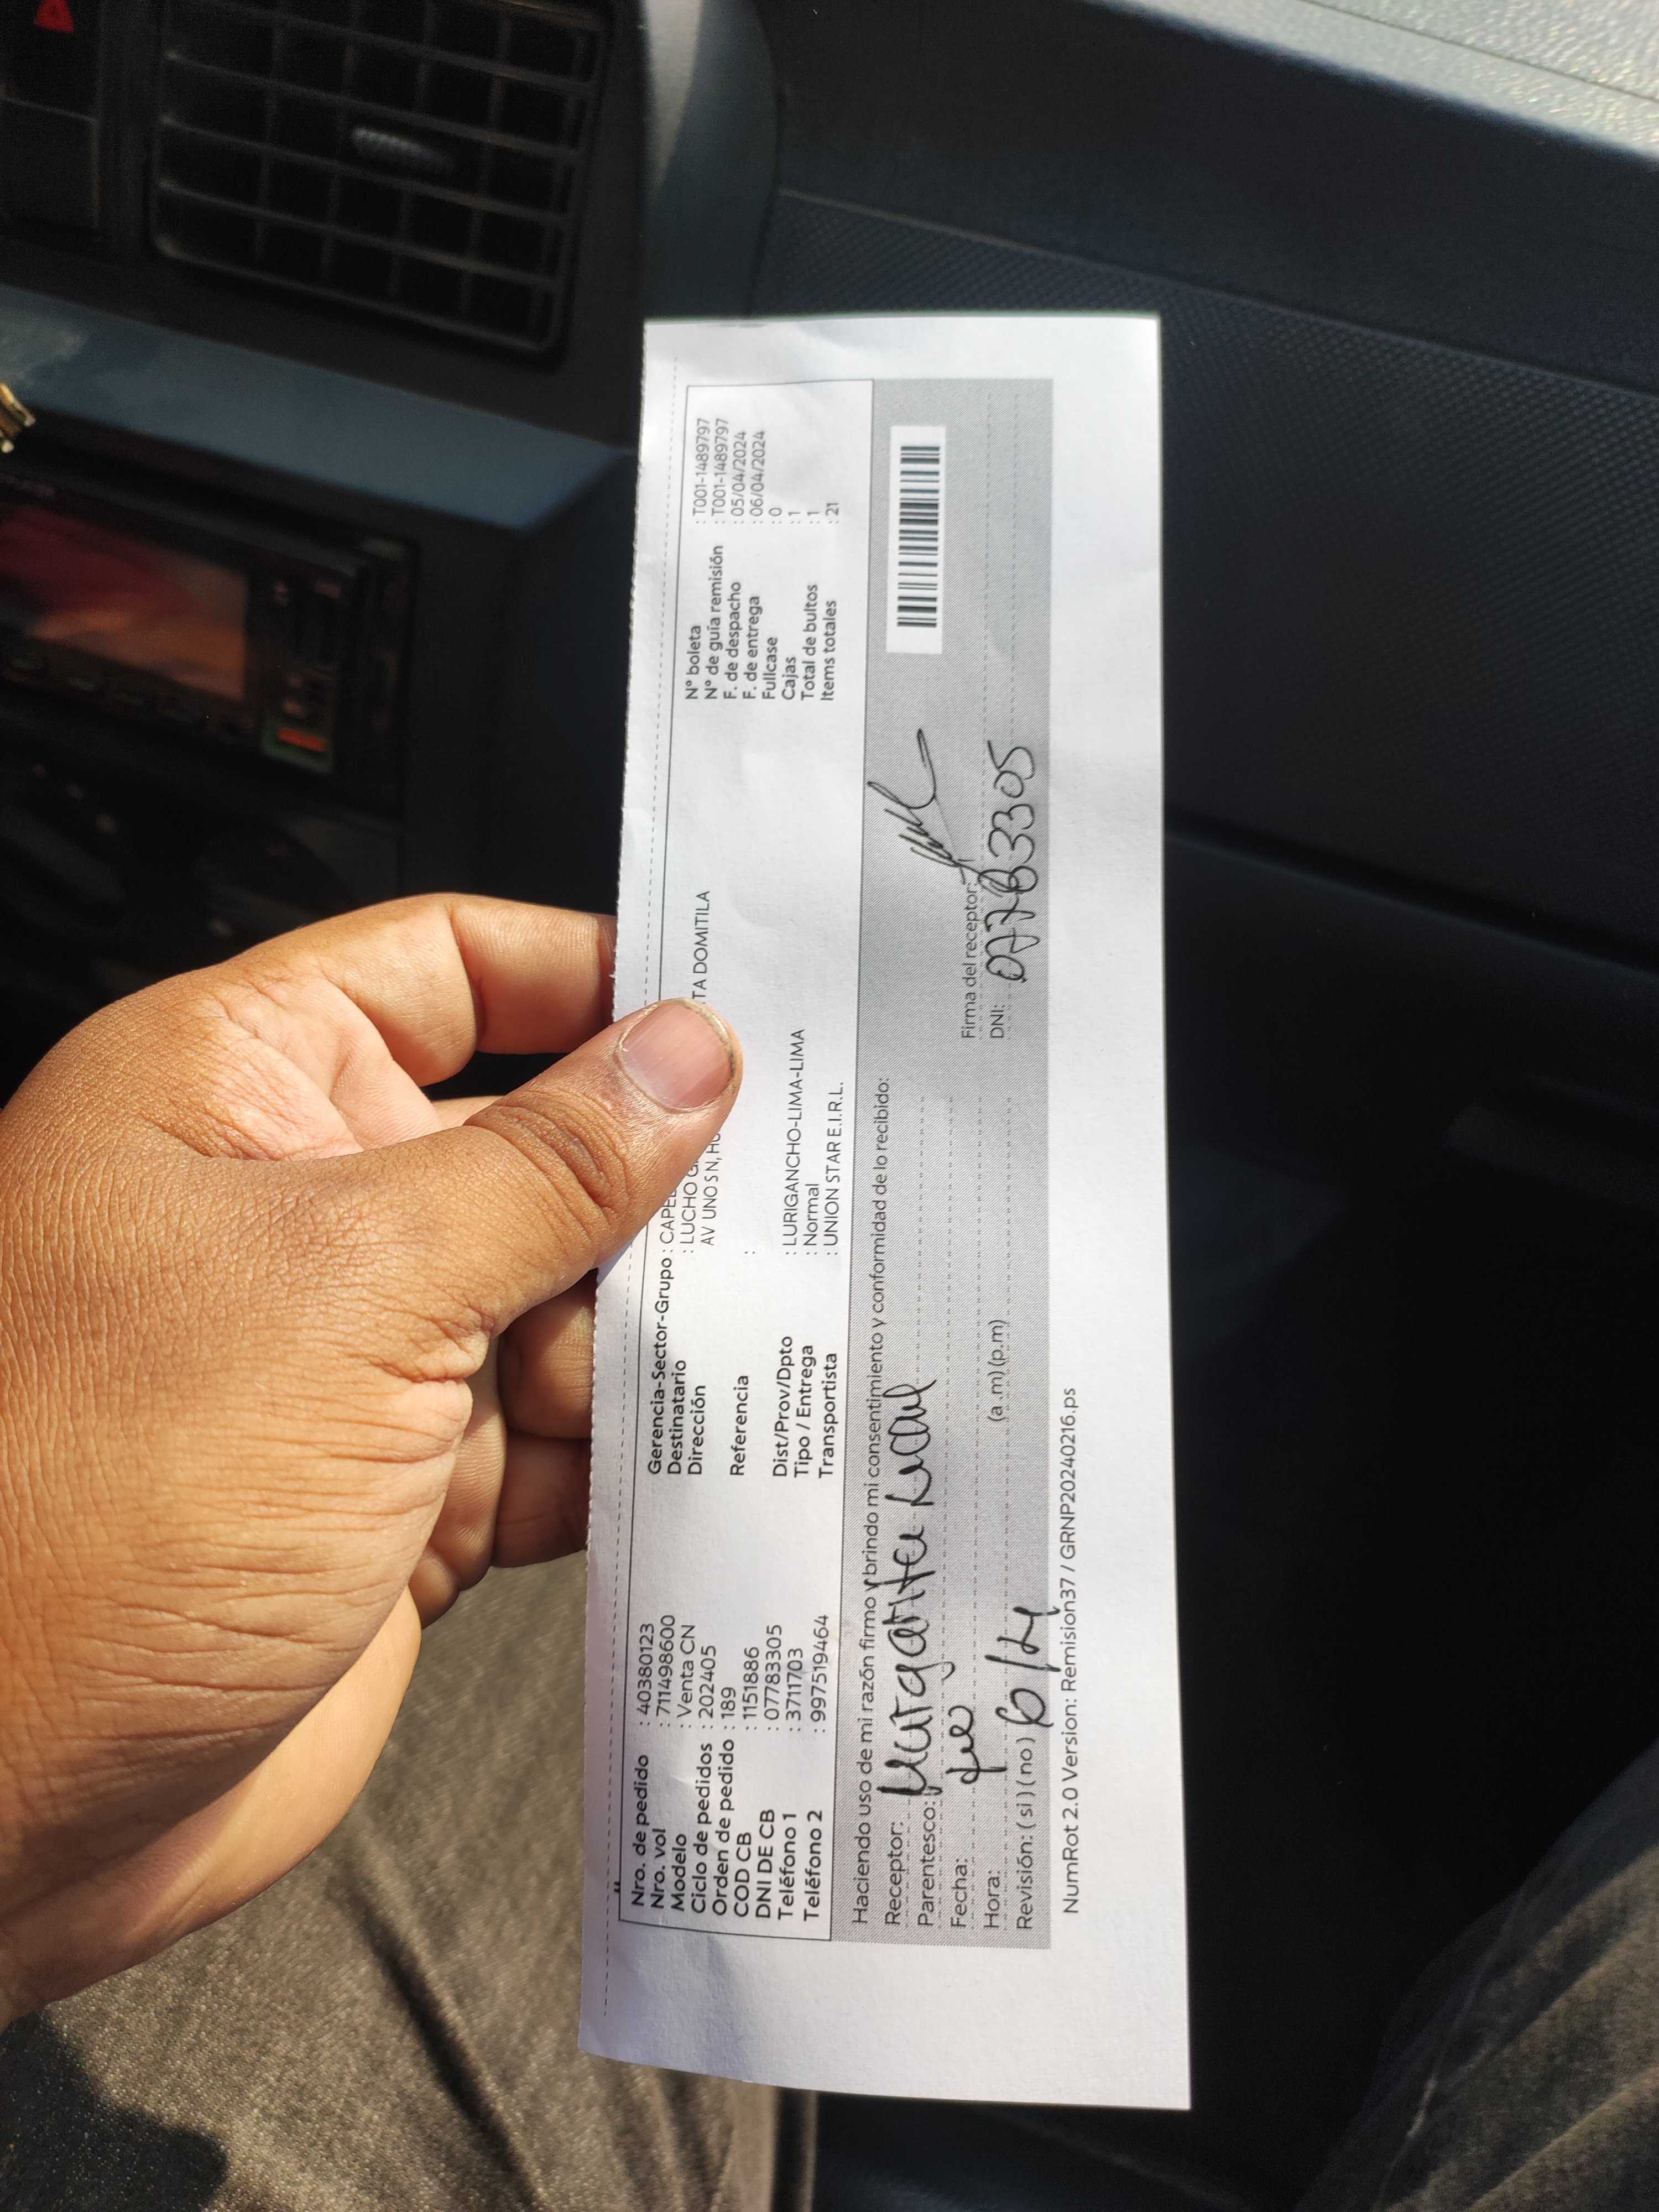 Nro. de pedido : 40380123
Nro. vol : 711498600
Modelo : Venta CN
Ciclo de pedidos : 202405
Orden de pedido : 189
COD CB : 1151886
DNI DE CB : 07783305
Teléfono 1 : 3711703
Teléfono 2 : 997519464
Gerencia-Sector-Grupo :
Destinatario : LUCHO
Dirección AV UNO S N, TA DOMITILA
Referencia :
Dist/Prov/Dpto : LURIGANCHO-LIMA-LIMA
Tipo / Entrega : Normal
Transportista : UNION STAR E.I.R.L.
N° boleta : T001-1489797
N° de guía remisión : T001-1489797
F. de despacho : 05/04/2024
F. de entrega : 06/04/2024
Fullcase : 0
Cajas : 1
Total de bultos : 1
Items totales : 21
Haciendo uso de mi razón firmo y brindo mi consentimiento y conformidad de lo recibido:
Receptor: Margarita
Parentesco:
Fecha:
Hora: (a .m) (p.m)
Revisión: ( si ) ( no ) 6/4
Firma del receptor:
DNI: 07783305
NumRot 2.0 Version: Remision37 / GRNP20240216.ps